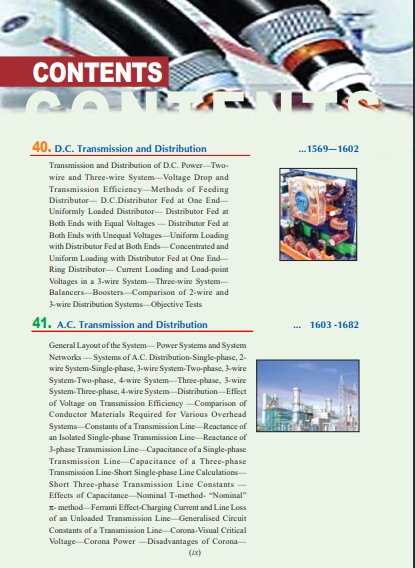 CONTENTS
CONTENTS
40. D.C. Transmission and Distribution ...1569—1602
Transmission and Distribution of D.C. Power—Two-
wire and Three-wire System—Voltage Drop and
Transmission Efficiency—Methods of Feeding
Distributor— D.C.Distributor Fed at One End—
Uniformly Loaded Distributor— Distributor Fed at
Both Ends with Equal Voltages — Distributor Fed at
Both Ends with Unequal Voltages—Uniform Loading
with Distributor Fed at Both Ends— Concentrated and
Uniform Loading with Distributor Fed at One End—
Ring Distributor— Current Loading and Load-point
Voltages in a 3-wire System—Three-wire System—
Balancers—Boosters—Comparison of 2-wire and
3-wire Distribution Systems—Objective Tests
41. A.C. Transmission and Distribution ... 1603 -1682
General Layout of the System— Power Systems and System
Networks — Systems of A.C. Distribution-Single-phase, 2-
wire System-Single-phase, 3-wire System-Two-phase, 3-wire
System-Two-phase, 4-wire System—Three-phase, 3-wire
System-Three-phase, 4-wire System—Distribution—Effect
of Voltage on Transmission Efficiency —Comparison of
Conductor Materials Required for Various Overhead
Systems—Constants of a Transmission Line—Reactance of
an Isolated Single-phase Transmission Line—Reactance of
3-phase Transmission Line—Capacitance of a Single-phase
Transmission Line—Capacitance of a Three-phase
Transmission Line-Short Single-phase Line Calculations—
Short Three-phase Transmission Line Constants —
Effects of Capacitance—Nominal T-method- “Nominal”
π- method—Ferranti Effect-Charging Current and Line Loss
of an Unloaded Transmission Line—Generalised Circuit
Constants of a Transmission Line—Corona-Visual Critical
Voltage—Corona Power —Disadvantages of Corona—
(ix)